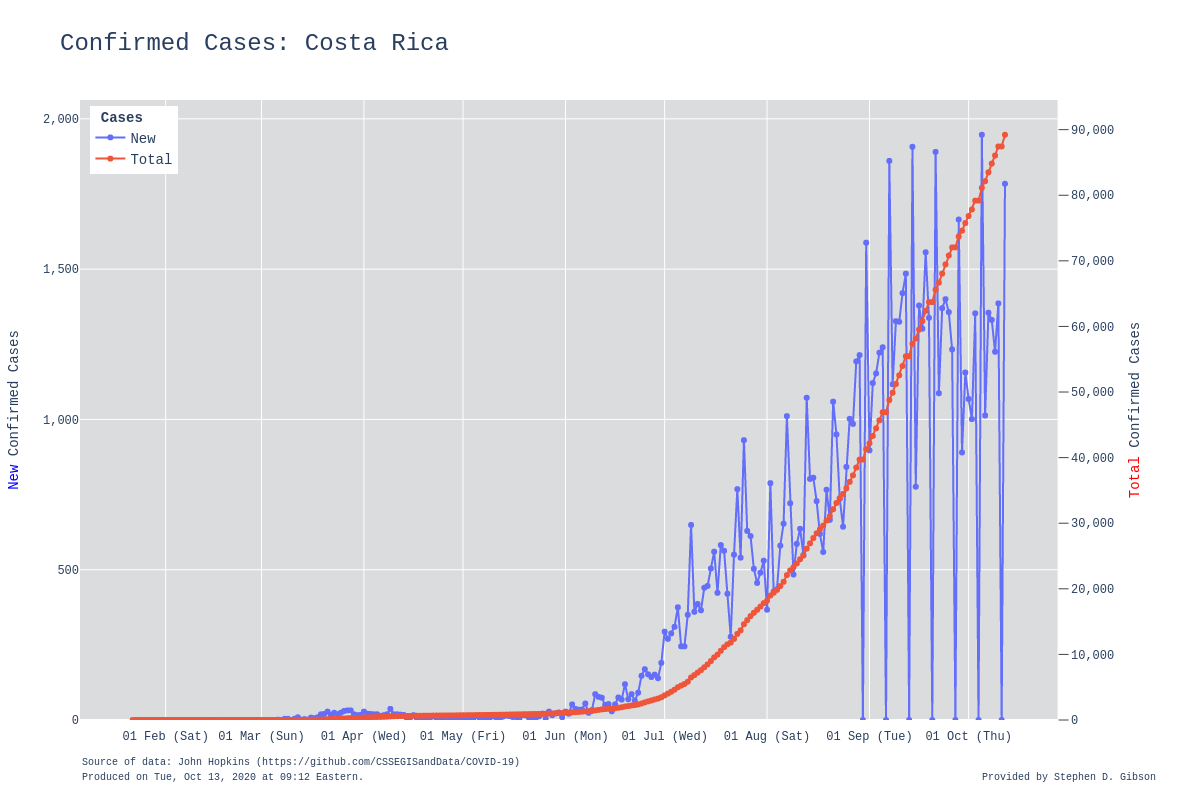 Confirmed Cases: Costa Rica
Cases
New
Total
2,000
1,500
1,000
500
0
90,000
80,000
70,000
60,000
50,000
40,000
30,000
20,000
10,000
0
New Confirmed Cases
Total Confirmed Cases
01 Feb (Sat) 01 Mar (Sun) 01 Apr (Wed) 01 May (Fri) 01 Jun (Mon) 01 Jul (Wed) 01 Aug (Sat) 01 Sep (Tue) 01 Oct (Thu)
Source of data: John Hopkins (https://github.com/CSSEGISandData/COVID-19)
Produced on Tue, Oct 13, 2020 at 09:12 Eastern.
Provided by Stephen D. Gibson